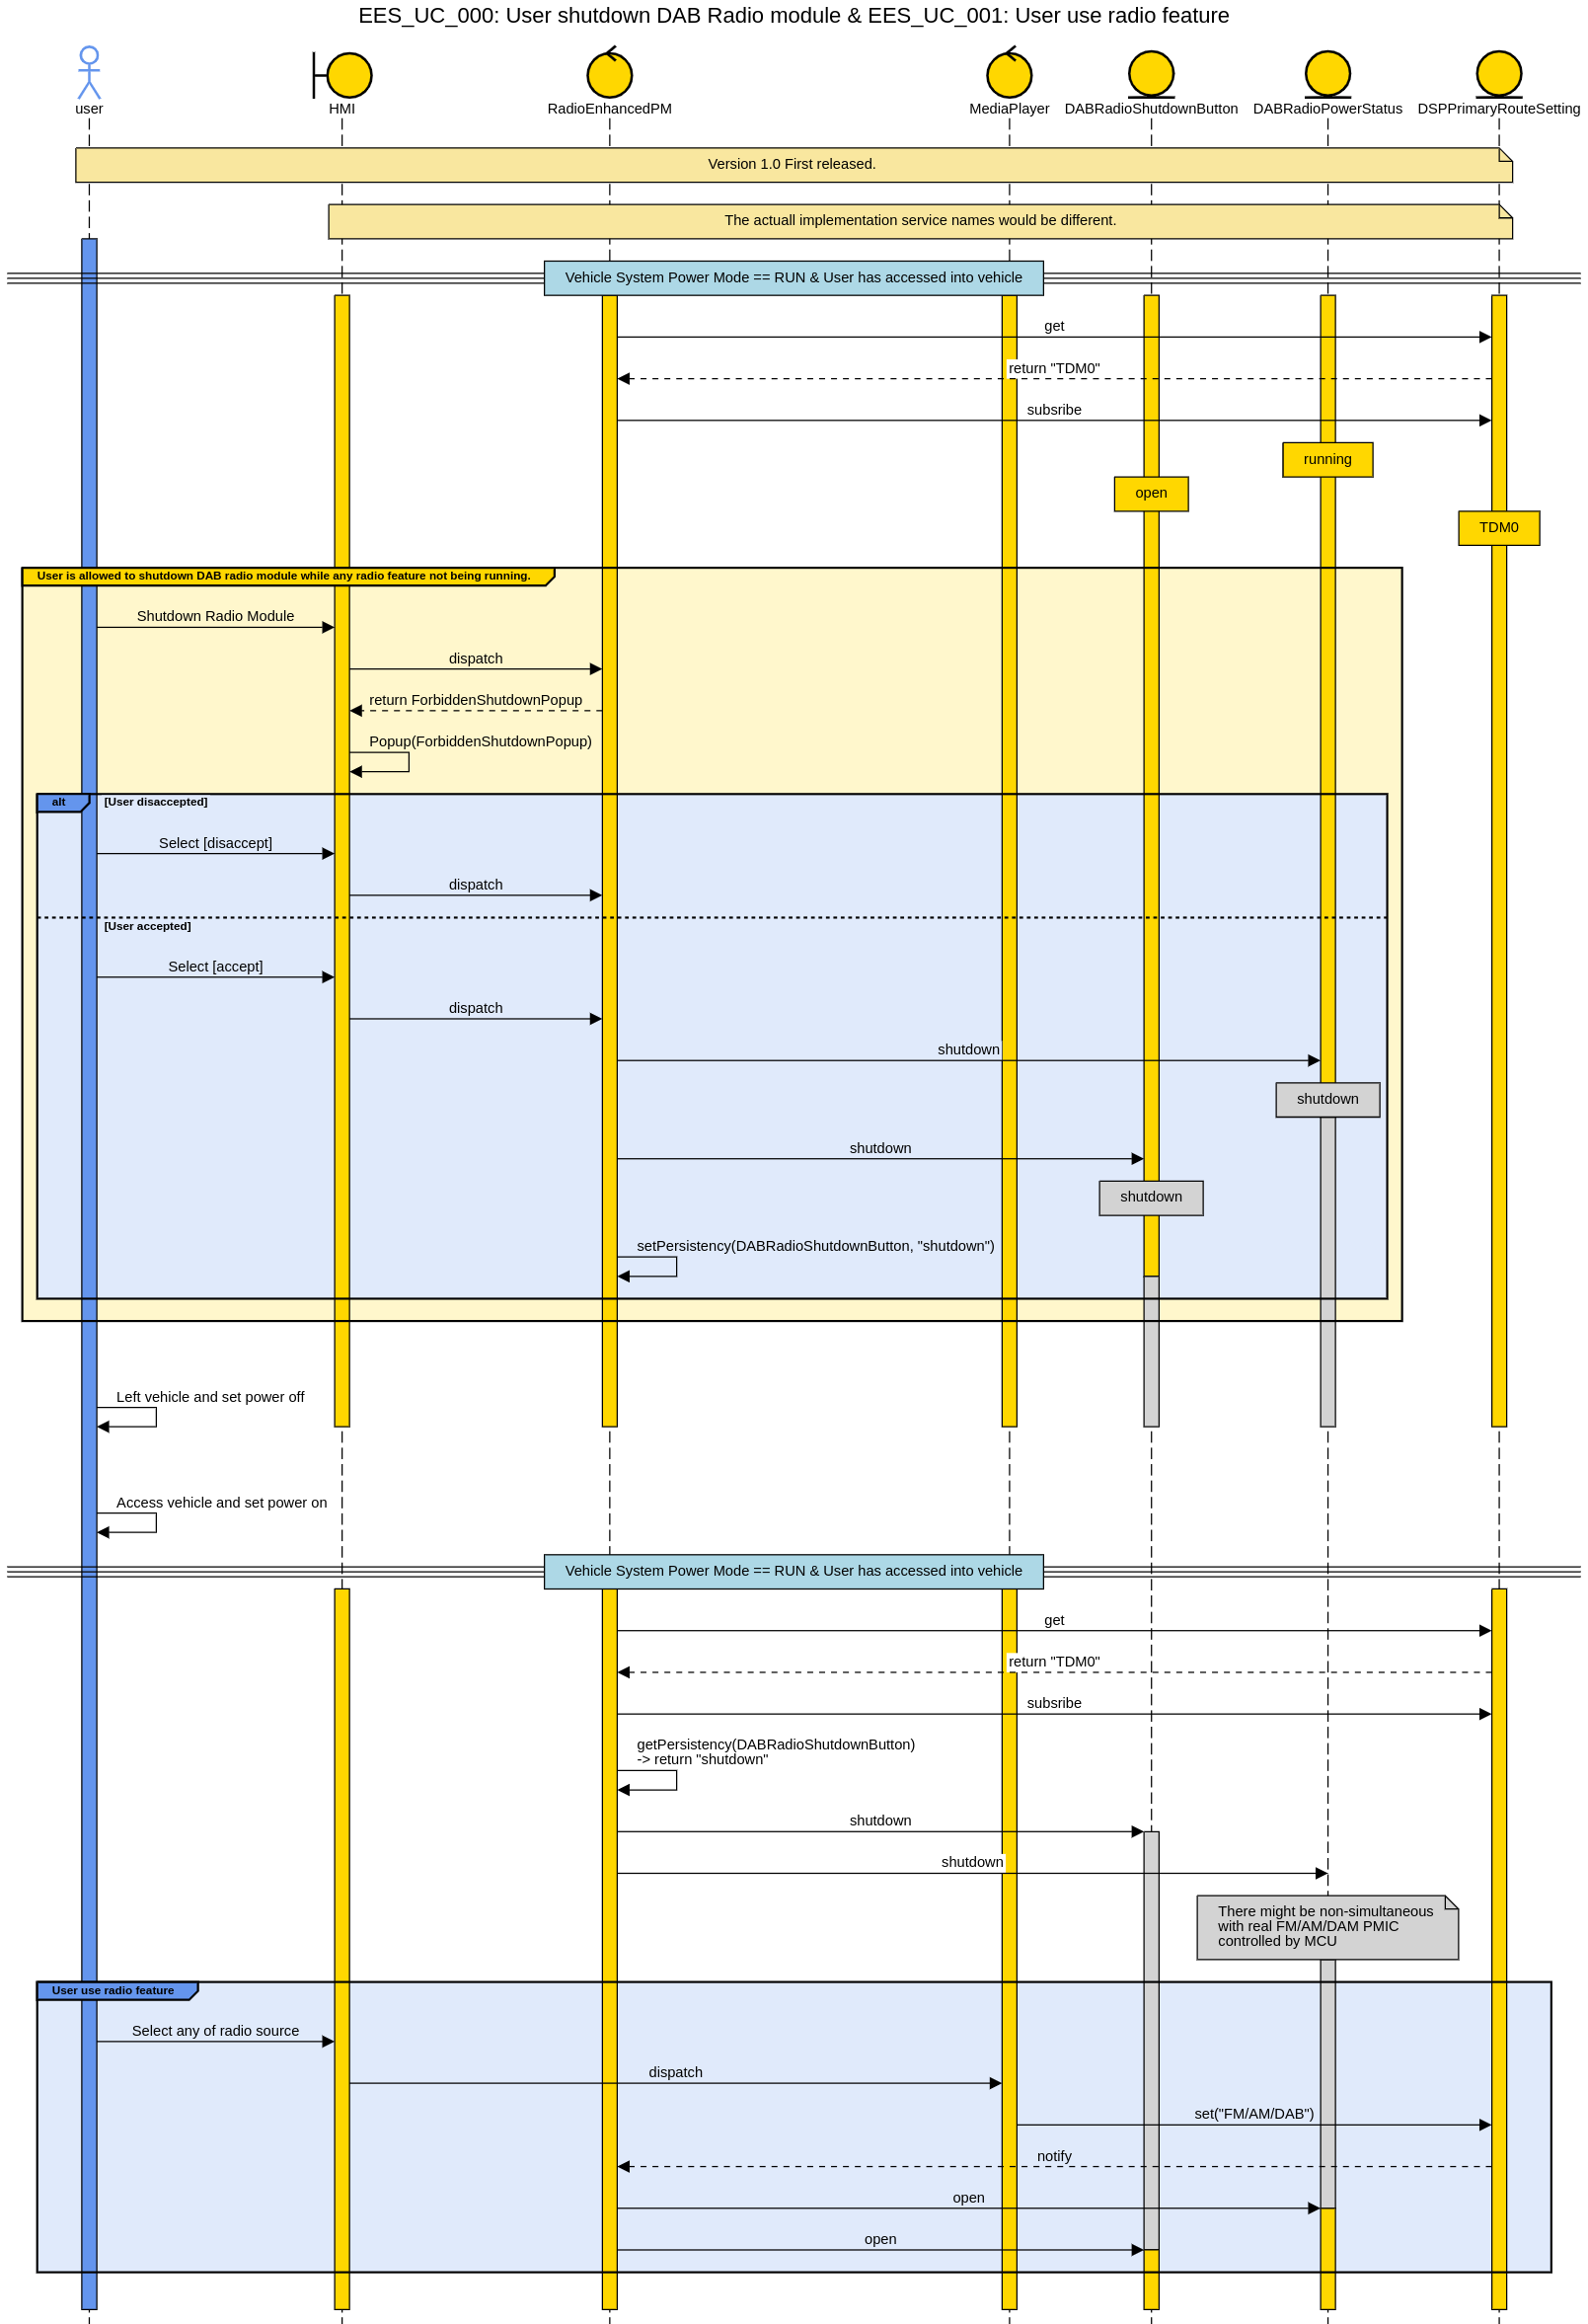 EES_UC_000: User shutdown DAB Radio module & EES_UC_001: User use radio feature
user
HMI
RadioEnhancedPM
MediaPlayer
DABRadioShutdownButton
DABRadioPowerStatus
DSPPrimaryRouteSetting
Version 1.0 First released.
The actuall implementation service names would be different.
Vehicle System Power Mode == RUN & User has accessed into vehicle
get
return "TDM0"
subsribe
running
open
TDM0
User is allowed to shutdown DAB radio module while any radio feature not being running.
Shutdown Radio Module
dispatch
return ForbiddenShutdownPopup
Popup(ForbiddenShutdownPopup)
alt
[User disaccepted]
Select [disaccept]
dispatch
[User accepted]
Select [accept]
dispatch
shutdown
shutdown
shutdown
shutdown
setPersistency(DABRadioShutdownButton, "shutdown")
Left vehicle and set power off
Access vehicle and set power on
Vehicle System Power Mode == RUN & User has accessed into vehicle
get
return "TDM0"
subsribe
getPersistency(DABRadioShutdownButton)
-> return "shutdown"
shutdown
shutdown
There might be non-simultaneous
with real FM/AM/DAM PMIC
controlled by MCU
User use radio feature
Select any of radio source
dispatch
set("FM/AM/DAB")
notify
open
open